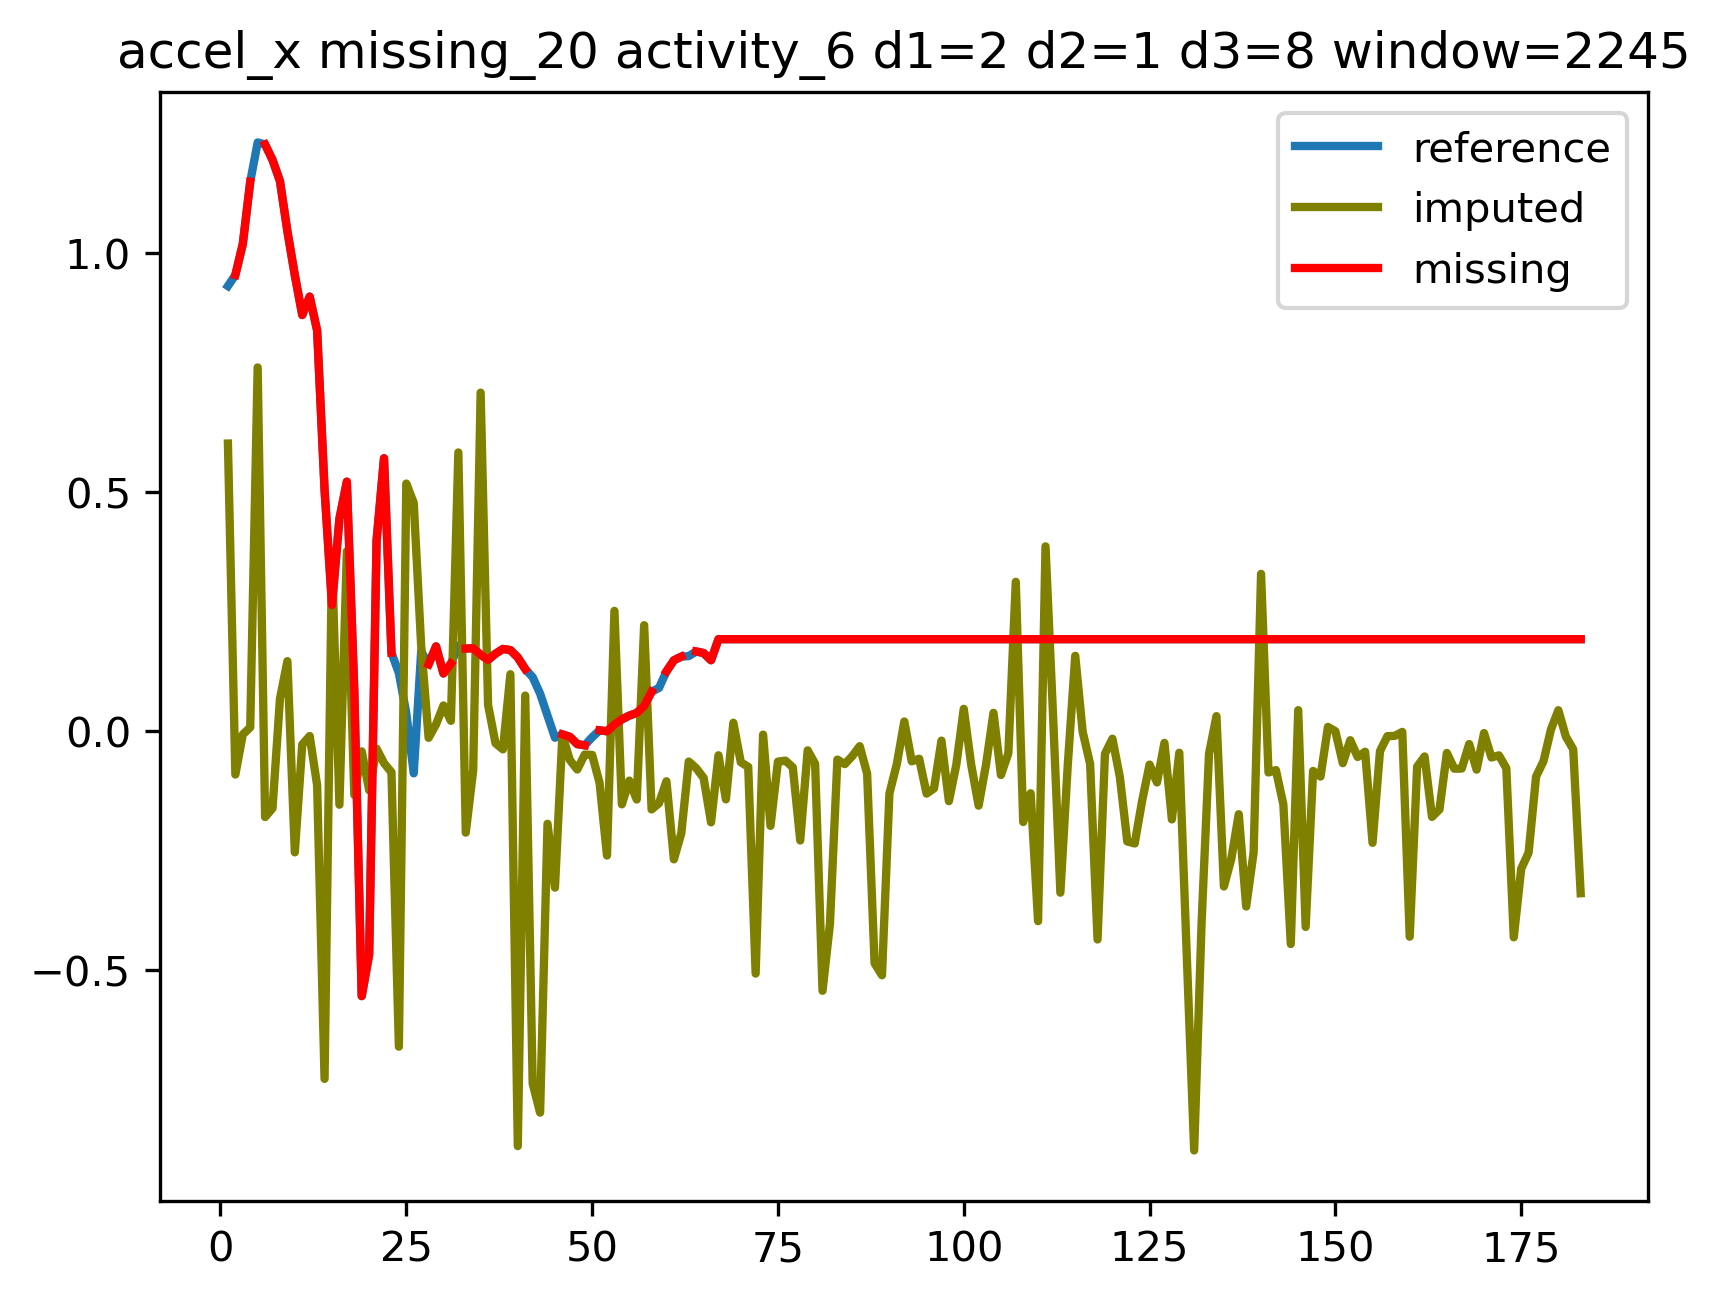 accel_x missing_20 activity_6 d1=2 d2=1 d3=8 window=2245
reference
imputed
missing
1.0
0.5
0.0
−0.5
0 25 50 75 100 125 150 175